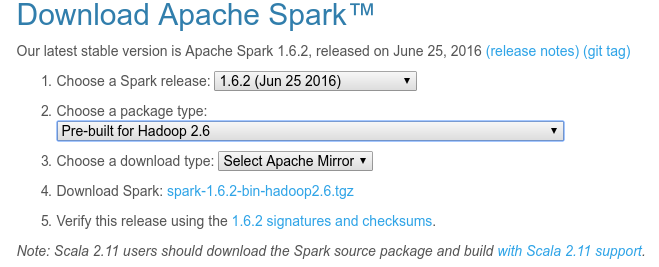 Download Apache Spark™
Our latest stable version is Apache Spark 1.6.2, released on June 25, 2016 (release notes) (git tag)
1. Choose a Spark release: 1.6.2 (Jun 25 2016)
2. Choose a package type:
Pre-built for Hadoop 2.6
3. Choose a download type: Select Apache Mirror
4. Download Spark: spark-1.6.2-bin-hadoop2.6.tgz
5. Verify this release using the 1.6.2 signatures and checksums.
Note: Scala 2.11 users should download the Spark source package and build with Scala 2.11 support.